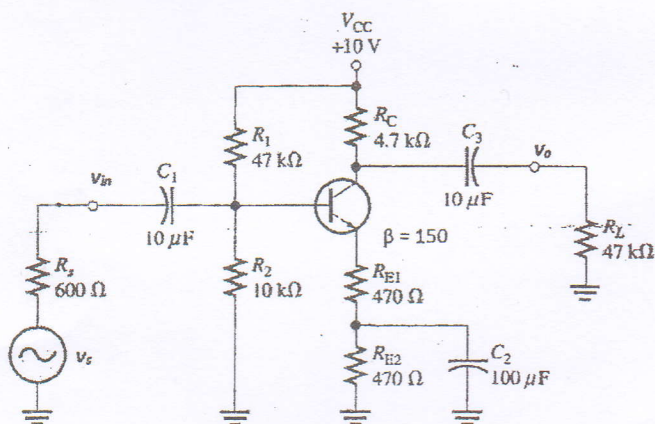 V_CC
+10 V
R_C
4.7 kΩ
C_3
v_o
10 μF
R_1
47 kΩ
C_1
v_in
10 μF
β = 150
R_L
47 kΩ
R_s
600 Ω
R_2
10 kΩ
R_E1
470 Ω
v_s
R_E2
470 Ω
C_2
100 μF